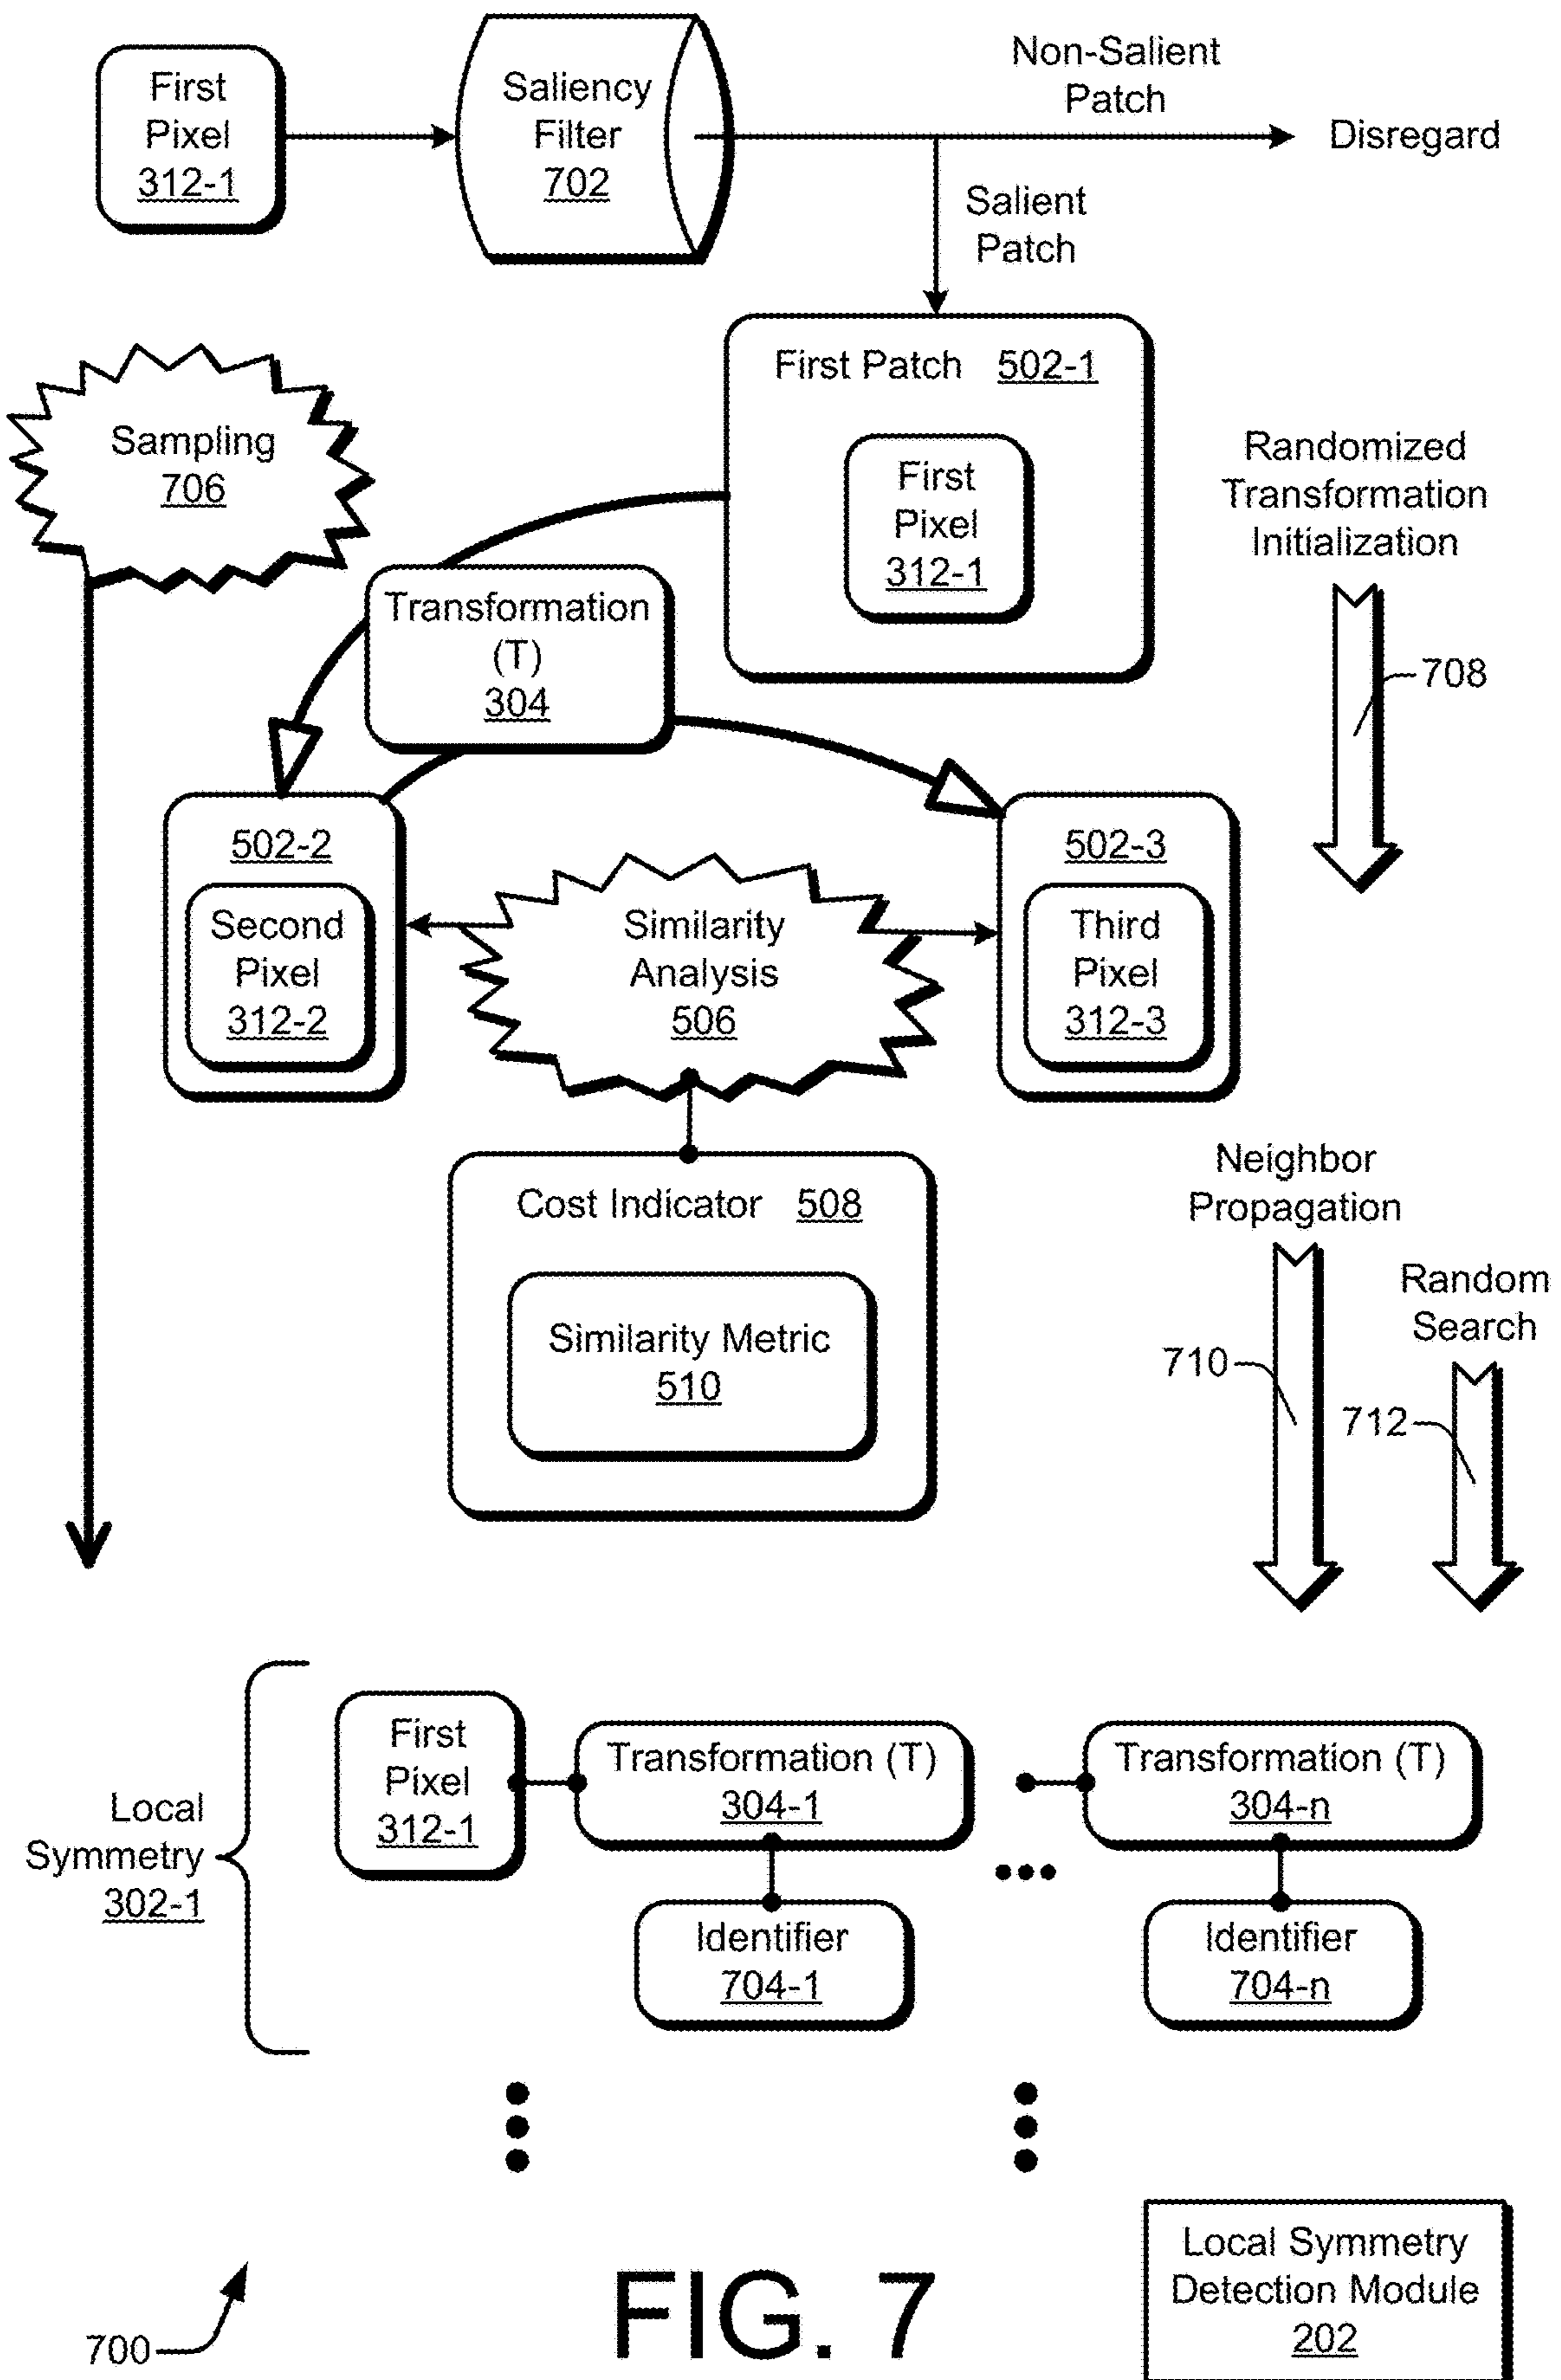 First
Pixel
312-1
Saliency
Filter
702
Non-Salient
Patch
Disregard
Salient
Patch
First Patch 502-1
First
Pixel
312-1
Sampling
706
Randomized
Transformation
Initialization
708
Transformation
(T)
304
502-2
Second
Pixel
312-2
Similarity
Analysis
506
502-3
Third
Pixel
312-3
Cost Indicator 508
Similarity Metric
510
Neighbor
Propagation
710
Random
Search
712
Local
Symmetry
302-1
First
Pixel
312-1
Transformation (T)
304-1
Identifier
704-1
Transformation (T)
304-n
Identifier
704-n
700
FIG. 7
Local Symmetry
Detection Module
202